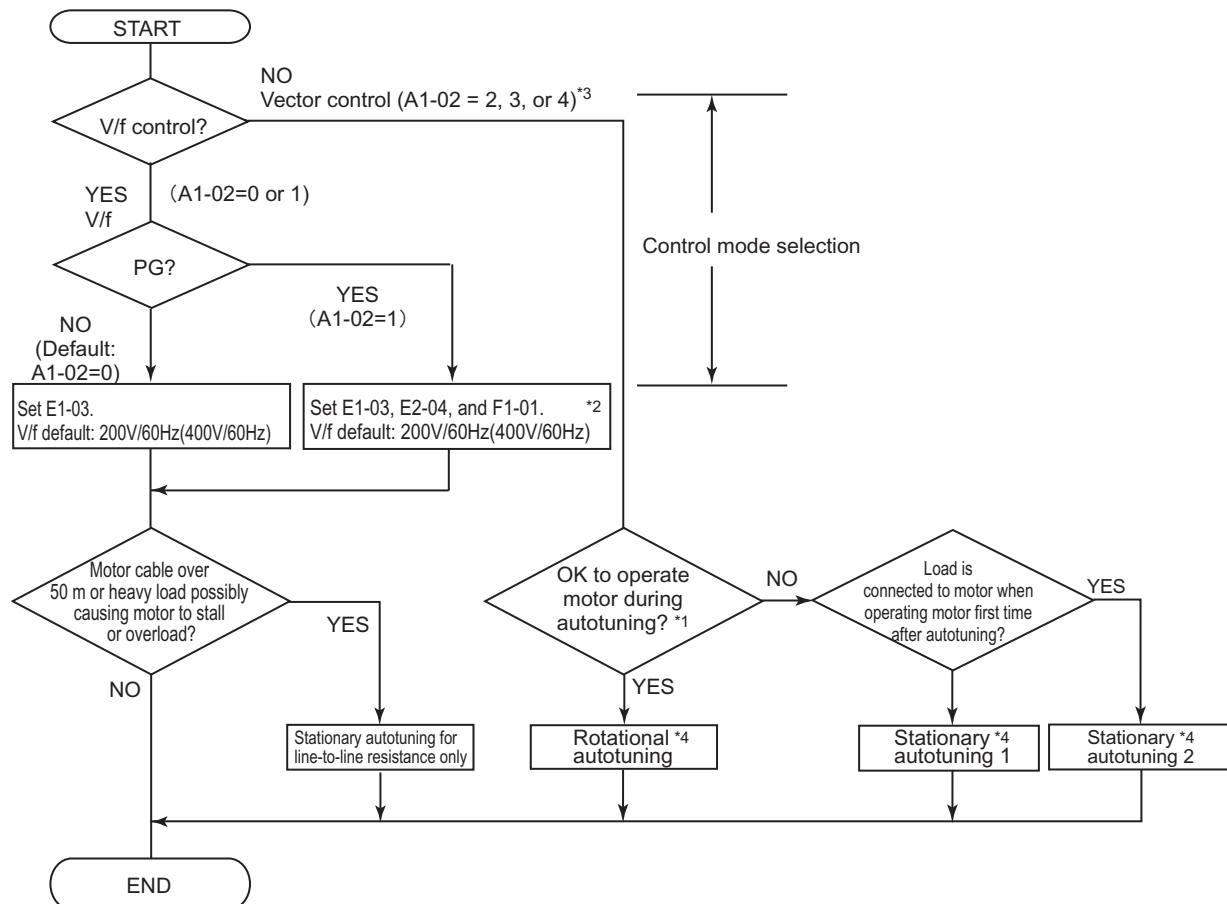 START
NO
Vector control (A1-02 = 2, 3, or 4)*3
V/f control?
YES
V/f
(A1-02=0 or 1)
Control mode selection
PG?
YES
(A1-02=1)
NO
(Default:
A1-02=0)
Set E1-03.
V/f default: 200V/60Hz(400V/60Hz)
Set E1-03, E2-04, and F1-01. *2
V/f default: 200V/60Hz(400V/60Hz)
Motor cable over
50 m or heavy load possibly
causing motor to stall
or overload?
YES
NO
OK to operate
motor during
autotuning? *1
NO
YES
Load is
connected to motor when
operating motor first time
after autotuning?
YES
Stationary autotuning for
line-to-line resistance only
Rotational *4
autotuning
Stationary *4
autotuning 1
Stationary *4
autotuning 2
END